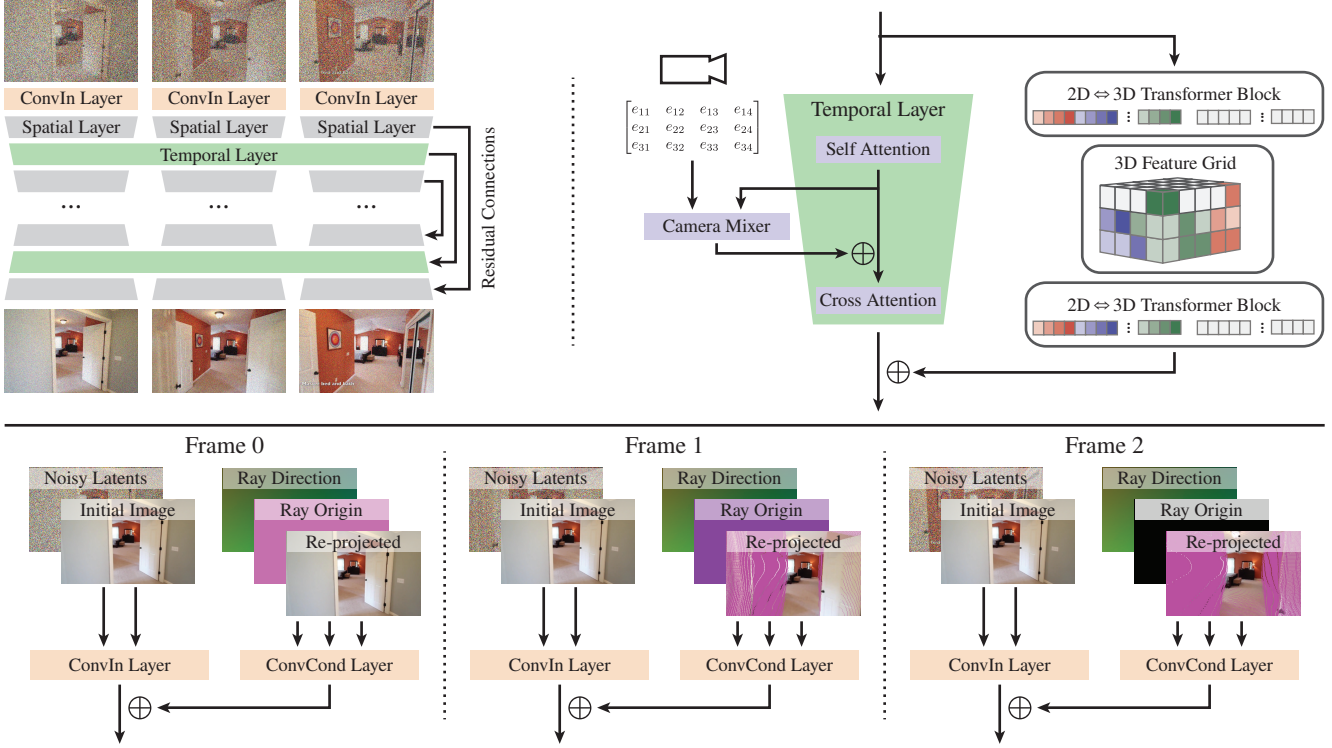 ConvIn Layer
ConvIn Layer
ConvIn Layer
Spatial Layer
Spatial Layer
Spatial Layer
Temporal Layer
...
...
...
Residual Connections
Master bed and bath
e11 e12 e13 e14
e21 e22 e23 e24
e31 e32 e33 e34
Temporal Layer
Self Attention
Camera Mixer
⊕
Cross Attention
⊕
2D ⇔ 3D Transformer Block
:
:
3D Feature Grid
2D ⇔ 3D Transformer Block
:
:
Frame 0
Noisy Latents
Initial Image
Ray Direction
Ray Origin
Re-projected
ConvIn Layer
ConvCond Layer
⊕
Frame 1
Noisy Latents
Initial Image
Ray Direction
Ray Origin
Re-projected
ConvIn Layer
ConvCond Layer
⊕
Frame 2
Noisy Latents
Initial Image
Ray Direction
Ray Origin
Re-projected
ConvIn Layer
ConvCond Layer
⊕